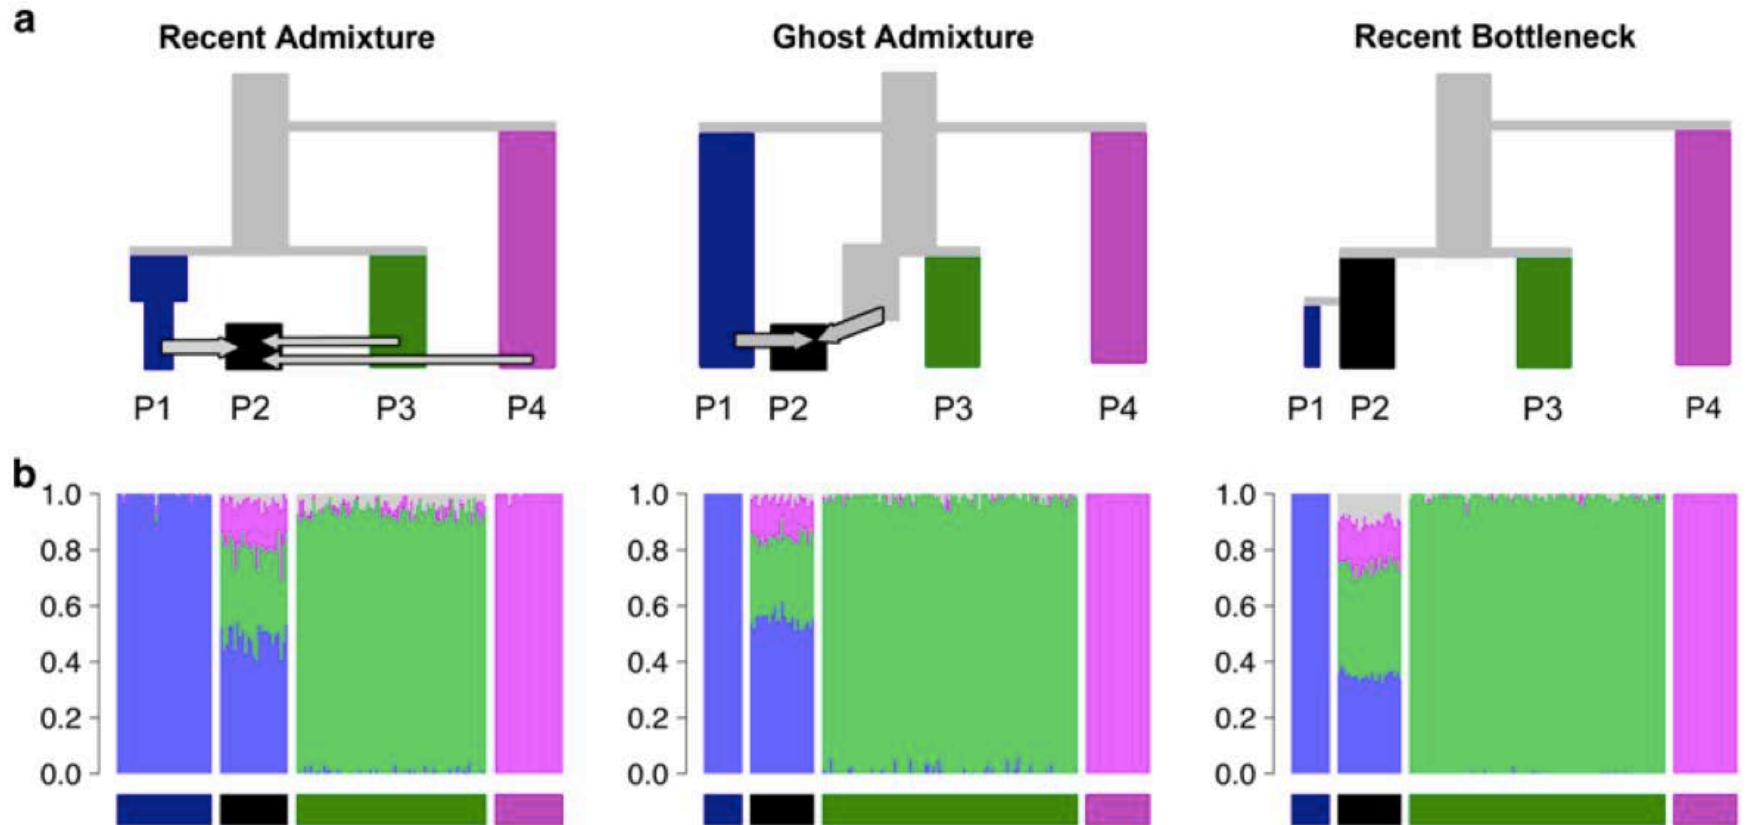 a
Recent Admixture Ghost Admixture Recent Bottleneck
P1 P2 P3 P4 P1 P2 P3 P4 P1 P2 P3 P4
b
1.0 1.0 1.0
0.8 0.8 0.8
0.6 0.6 0.6
0.4 0.4 0.4
0.2 0.2 0.2
0.0 0.0 0.0